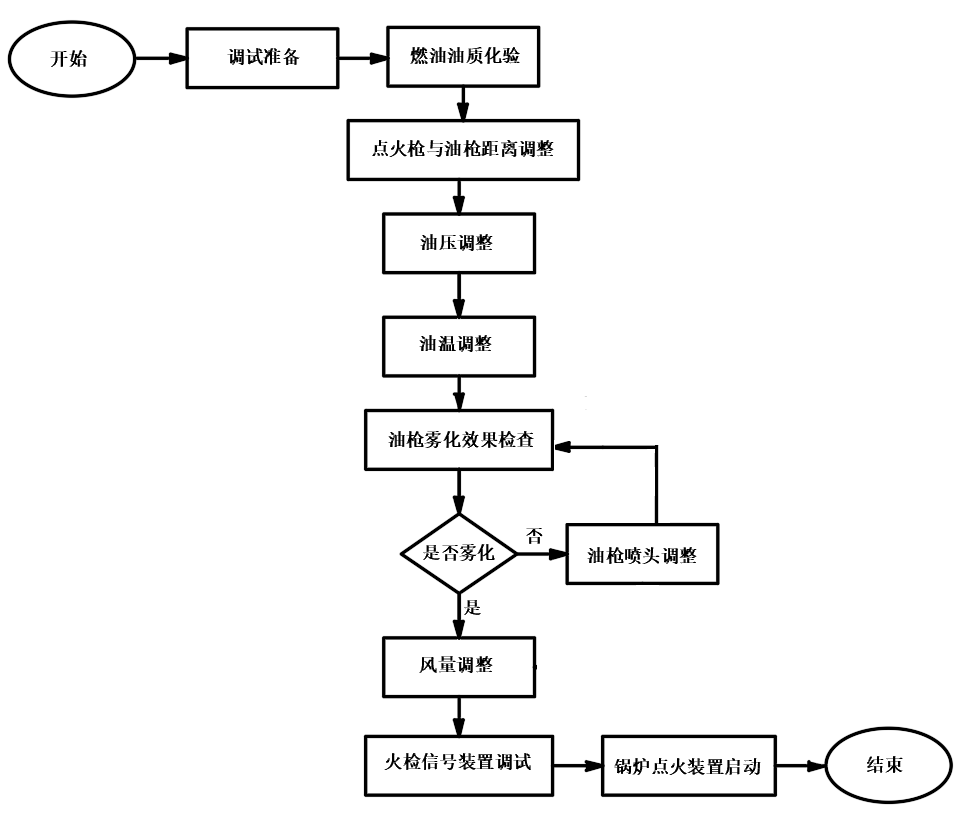 开始
调试准备
燃油油质化验
点火枪与油枪距离调整
油压调整
油温调整
油枪雾化效果检查
是否雾化
否
油枪喷头调整
是
风量调整
火检信号装置调试
锅炉点火装置启动
结束